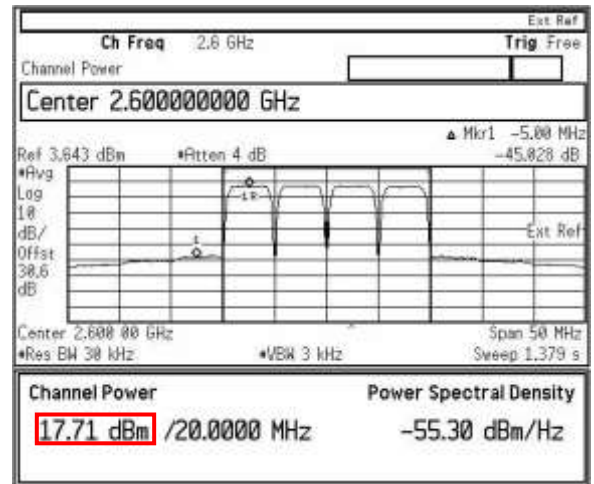 Ext Ref
Ch Freq 2.6 GHz Trig Free
Channel Power
Center 2.600000000 GHz
▲ Mkr1 -5.00 MHz
Ref 3.643 dBm *Atten 4 dB -45.028 dB
*Avg
Log
10
dB/
Offst
30.6
dB
1R
1
Ext Ref
Center 2.600 00 GHz Span 50 MHz
*Res BW 30 kHz *VBW 3 kHz Sweep 1.379 s
Channel Power Power Spectral Density
17.71 dBm /20.0000 MHz -55.30 dBm/Hz